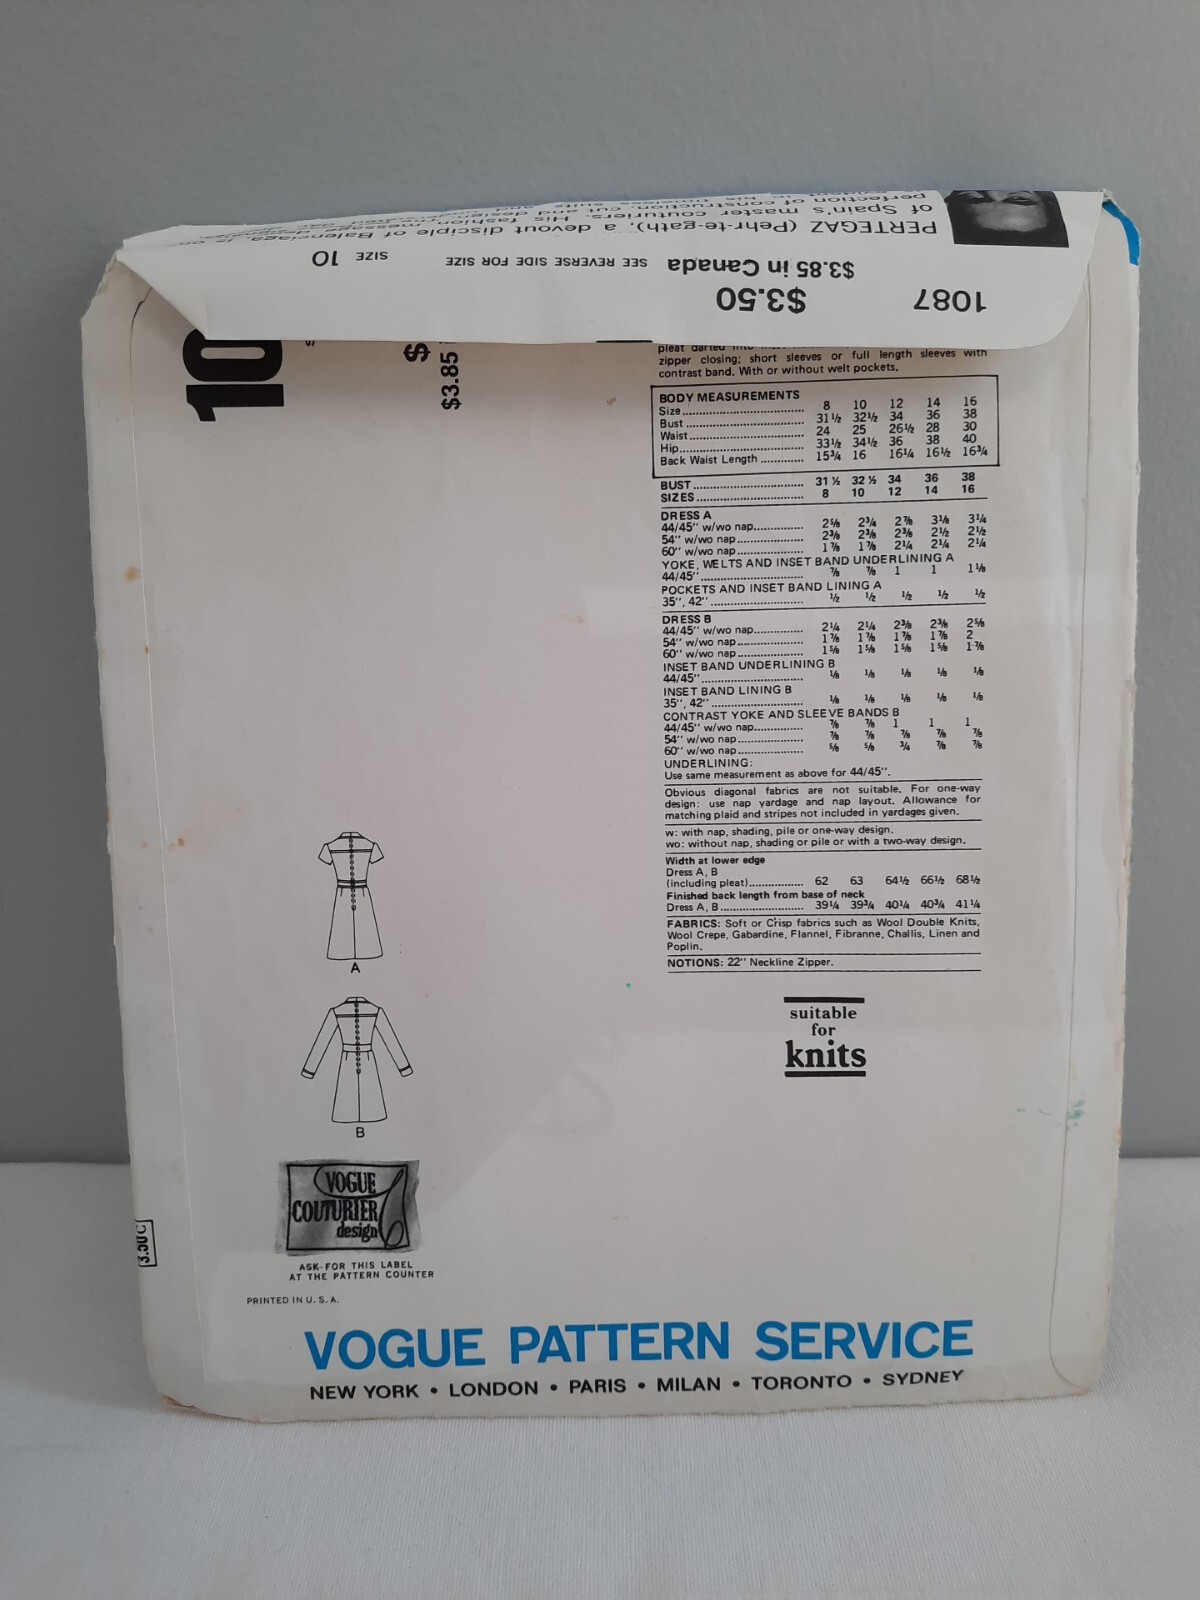 1087 $3.50
$3.85 in Canada SEE REVERSE SIDE FOR SIZE SIZE 10
PERTEGAZ (Pehr-te-gath), a devout disciple of Balenciaga, is one
of Spain's master couturiers. His fashion message:
perfection of construction, cut, and design
10
$
$3.85
pleat darted into
zipper closing; short sleeves or full length sleeves with
contrast band. With or without welt pockets.
BODY MEASUREMENTS
Size 8 10 12 14 16
Bust 31½ 32½ 34 36 38
Waist 24 25 26½ 28 30
Hip 33½ 34½ 36 38 40
Back Waist Length 15¾ 16 16¼ 16½ 16¾
BUST 31 ½ 32 ½ 34 36 38
SIZES 8 10 12 14 16
DRESS A
44/45" w/wo nap 2⅝ 2¾ 2⅞ 3⅛ 3¼
54" w/wo nap 2⅜ 2⅜ 2⅜ 2½ 2½
60" w/wo nap 1⅞ 1⅞ 2¼ 2¼ 2¼
YOKE, WELTS AND INSET BAND UNDERLINING A
44/45" ⅞ ⅞ 1 1 1⅛
POCKETS AND INSET BAND LINING A
35", 42" ½ ½ ½ ½ ½
DRESS B
44/45" w/wo nap 2¼ 2¼ 2⅜ 2⅜ 2⅝
54" w/wo nap 1⅞ 1⅞ 1⅞ 1⅞ 2
60" w/wo nap 1⅝ 1⅝ 1⅝ 1⅝ 1⅞
INSET BAND UNDERLINING B
44/45" ⅛ ⅛ ⅛ ⅛ ⅛
INSET BAND LINING B
35", 42" ⅛ ⅛ ⅛ ⅛ ⅛
CONTRAST YOKE AND SLEEVE BANDS B
44/45" w/wo nap ⅞ ⅞ 1 1 1
54" w/wo nap ⅞ ⅞ ⅞ ⅞ ⅞
60" w/wo nap ⅝ ⅝ ¾ ⅞ ⅞
UNDERLINING:
Use same measurement as above for 44/45".
Obvious diagonal fabrics are not suitable. For one-way
design: use nap yardage and nap layout. Allowance for
matching plaid and stripes not included in yardages given.
w: with nap, shading, pile or one-way design.
wo: without nap, shading or pile or with a two-way design.
Width at lower edge
Dress A, B
(including pleat) 62 63 64½ 66½ 68½
Finished back length from base of neck
Dress A, B 39¼ 39¾ 40¼ 40¾ 41¼
FABRICS: Soft or Crisp fabrics such as Wool Double Knits,
Wool Crepe, Gabardine, Flannel, Fibranne, Challis, Linen and
Poplin.
NOTIONS: 22" Neckline Zipper.
suitable
for
knits
A
B
VOGUE
COUTURIER
design
ASK FOR THIS LABEL
AT THE PATTERN COUNTER
3.50 C
PRINTED IN U.S.A.
VOGUE PATTERN SERVICE
NEW YORK • LONDON • PARIS • MILAN • TORONTO • SYDNEY